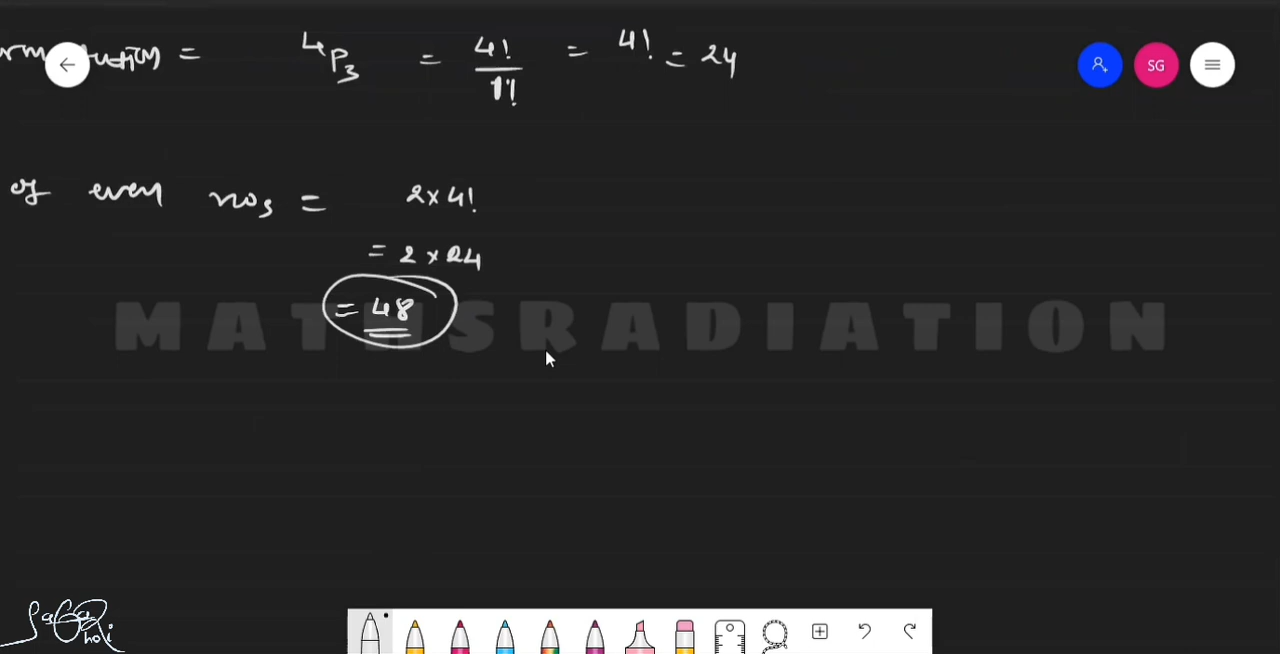 = 4P3 = 4!/1! = 4! = 24
SG
of even nos = 2 × 4!
= 2 × 24
= 48
MATHSRADIATION